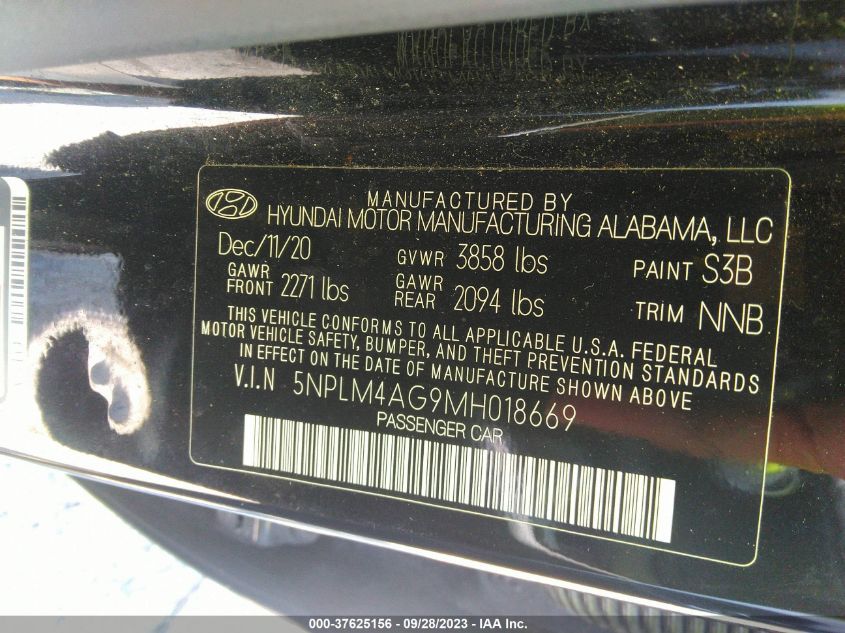 MANUFACTURED BY
HYUNDAI MOTOR MANUFACTURING ALABAMA, LLC
Dec/11/20 GVWR 3858 lbs PAINT S3B
GAWR FRONT 2271 lbs GAWR REAR 2094 lbs TRIM NNB
THIS VEHICLE CONFORMS TO ALL APPLICABLE U.S.A. FEDERAL
MOTOR VEHICLE SAFETY, BUMPER, AND THEFT PREVENTION STANDARDS
IN EFFECT ON THE DATE OF MANUFACTURE SHOWN ABOVE
V.I.N 5NPLM4AG9MH018669
PASSENGER CAR
000-37625156 - 09/28/2023 - IAA Inc.